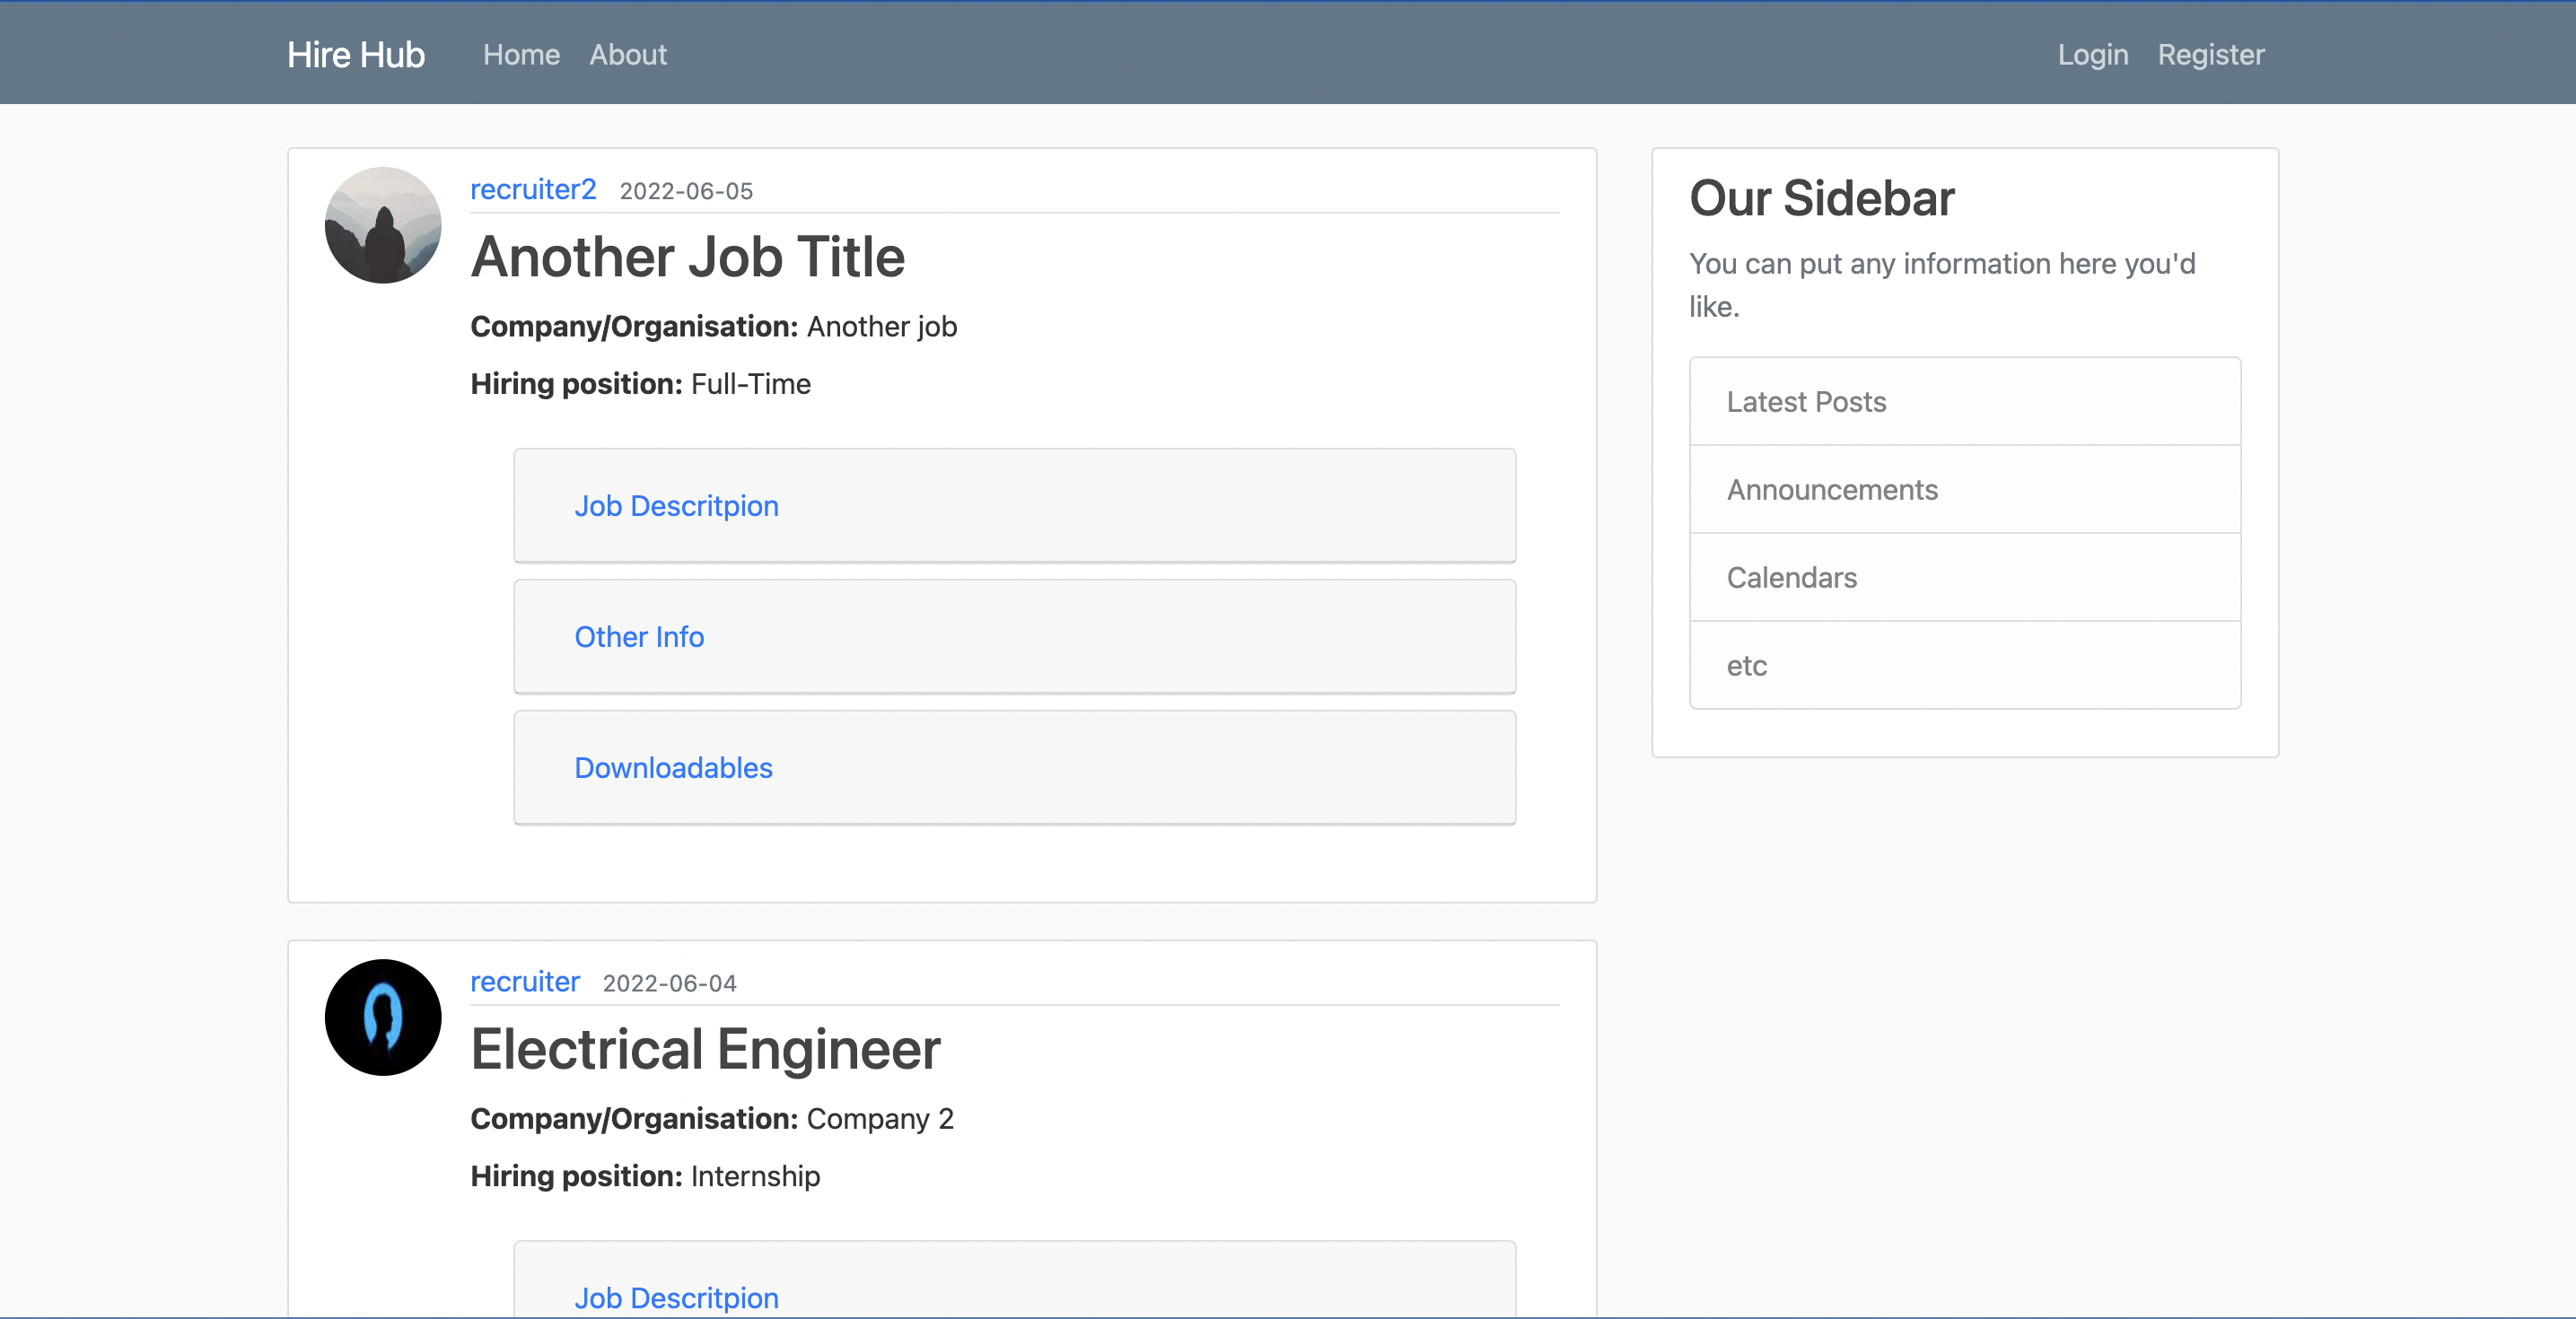 Hire Hub Home About Login Register
recruiter2 2022-06-05
Another Job Title
Company/Organisation: Another job
Hiring position: Full-Time
Job Descritpion
Other Info
Downloadables
Our Sidebar
You can put any information here you'd
like.
Latest Posts
Announcements
Calendars
etc
recruiter 2022-06-04
Electrical Engineer
Company/Organisation: Company 2
Hiring position: Internship
Job Descritpion